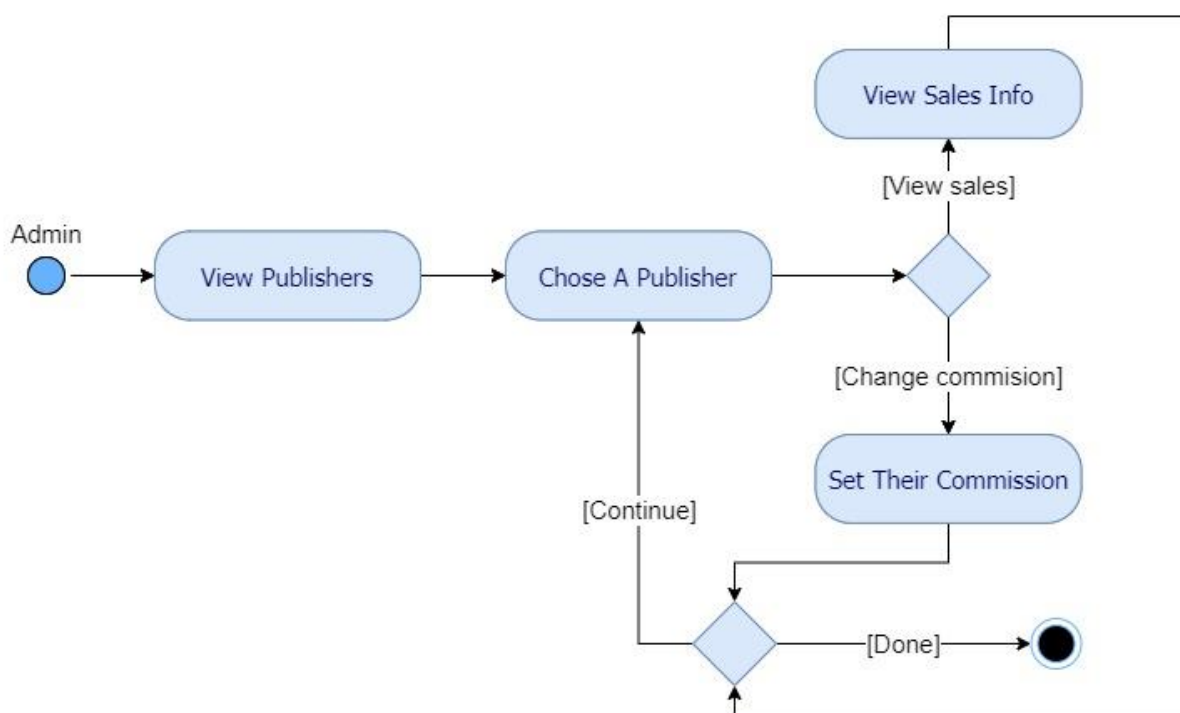 View Sales Info
[View sales]
Admin
View Publishers
Chose A Publisher
[Change commision]
Set Their Commission
[Continue]
[Done]